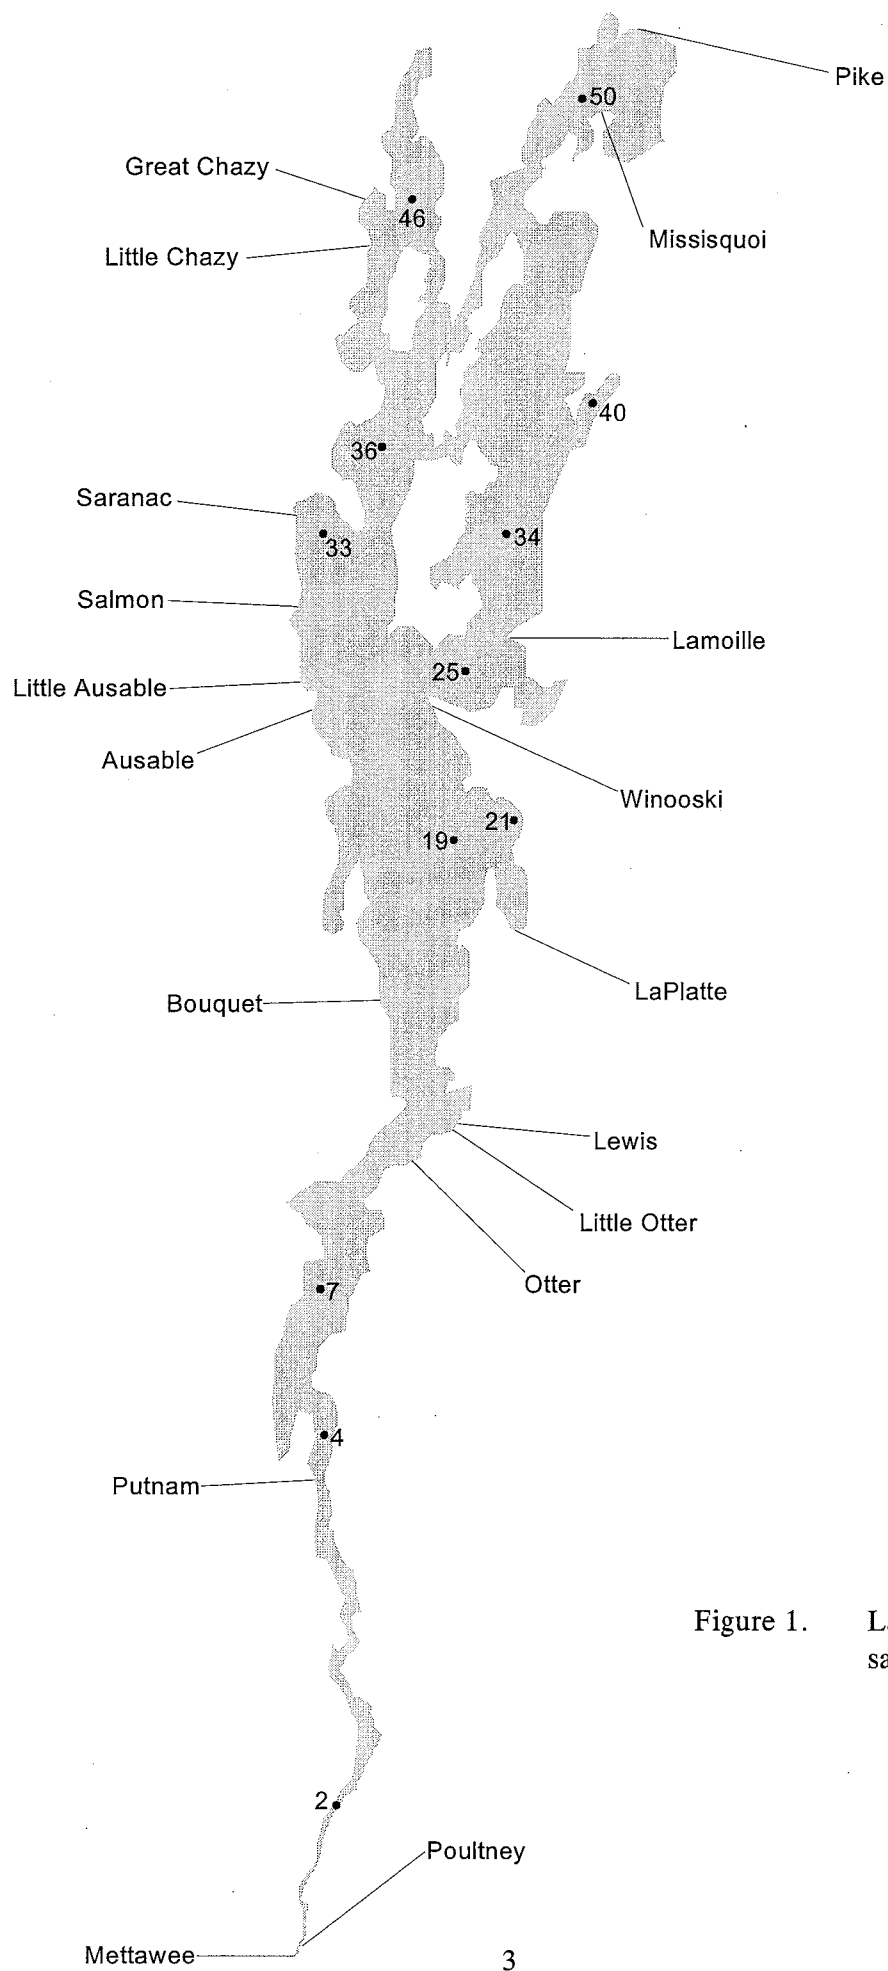 Pike
50
Great Chazy
46
Missisquoi
Little Chazy
40
36
Saranac
33
34
Salmon
Lamoille
25
Little Ausable
Ausable
Winooski
21
19
LaPlatte
Bouquet
Lewis
Little Otter
Otter
7
4
Putnam
Figure 1.
2
Poultney
Mettawee
3